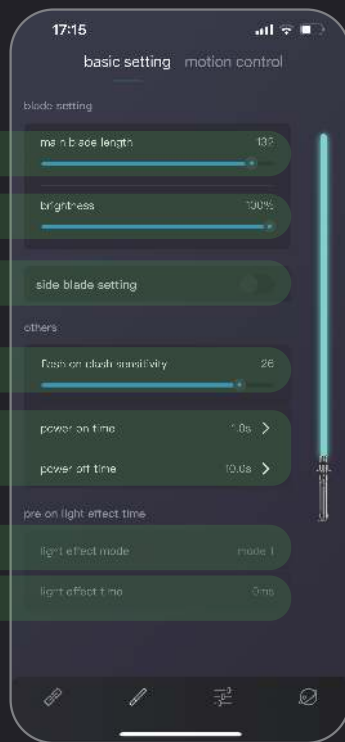 17:15
basic setting motion control
blade setting
main blade length 132
brightness 100%
side blade setting
others
flash on clash sensitivity 26
power on time 1.0s
power off time 10.0s
pre on light effect time
light effect mode mode 1
light effect time 0ms